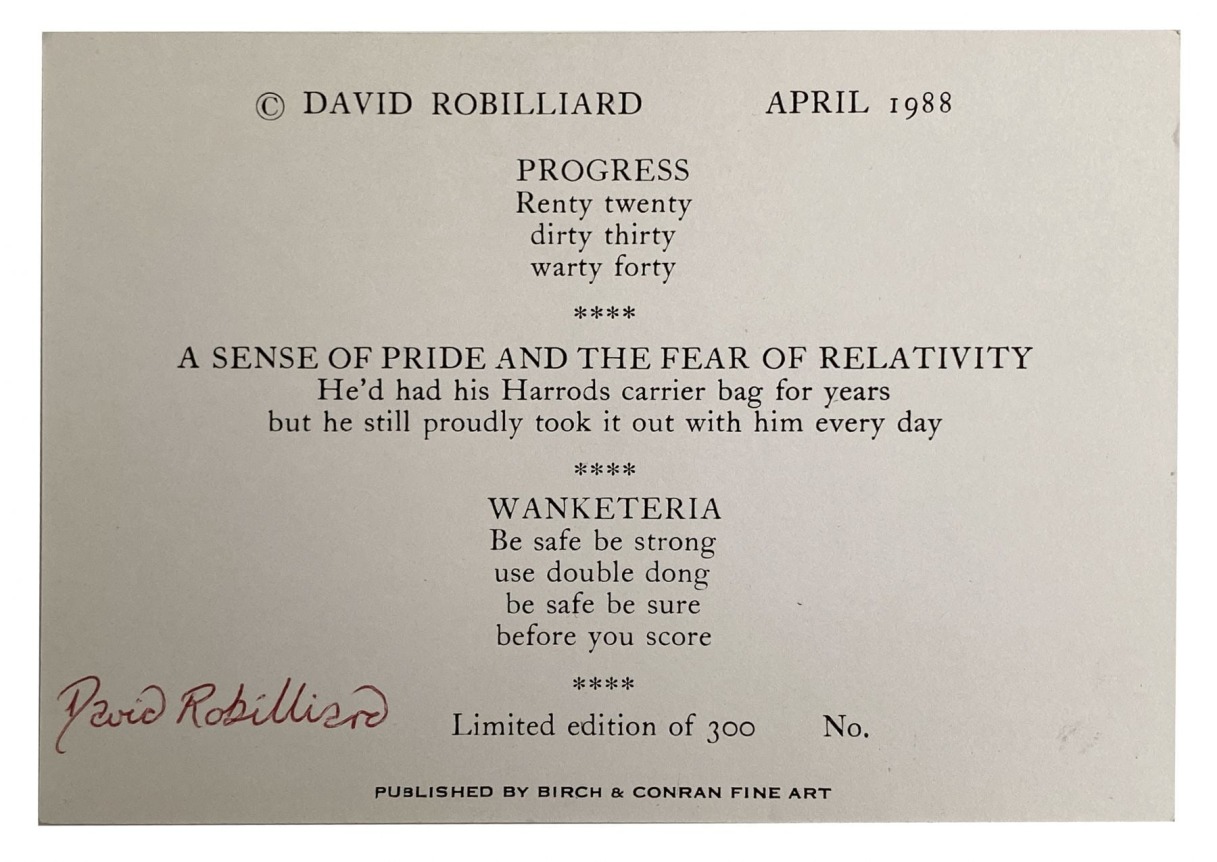 © DAVID ROBILLIARD APRIL 1988
PROGRESS
Renty twenty
dirty thirty
warty forty
****
A SENSE OF PRIDE AND THE FEAR OF RELATIVITY
He’d had his Harrods carrier bag for years
but he still proudly took it out with him every day
****
WANKETERIA
Be safe be strong
use double dong
be safe be sure
before you score
****
David Robilliard
Limited edition of 300 No.
PUBLISHED BY BIRCH & CONRAN FINE ART